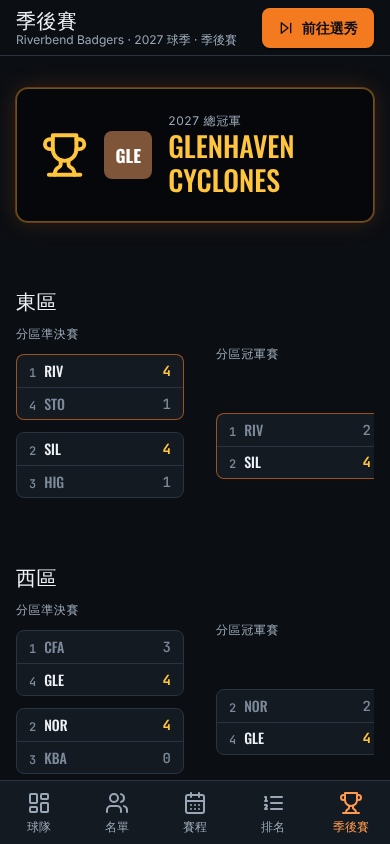 季後賽
Riverbend Badgers · 2027 球季 · 季後賽
前往選秀
2027 總冠軍
GLE
GLENHAVEN
CYCLONES
東區
分區準決賽
1 RIV 4
4 STO 1
2 SIL 4
3 HIG 1
分區冠軍賽
1 RIV 2
2 SIL 4
西區
分區準決賽
1 CFA 3
4 GLE 4
2 NOR 4
3 KBA 0
分區冠軍賽
2 NOR 2
4 GLE 4
球隊
名單
賽程
排名
季後賽